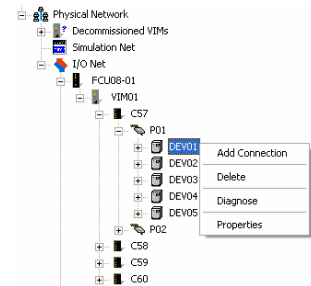 Physical Network
Decommissioned VIMs
Simulation Net
I/O Net
FCU08-01
VIM01
C57
P01
DEV01
DEV02
DEV03
DEV04
DEV05
Add Connection
Delete
Diagnose
Properties
P02
C58
C59
C60